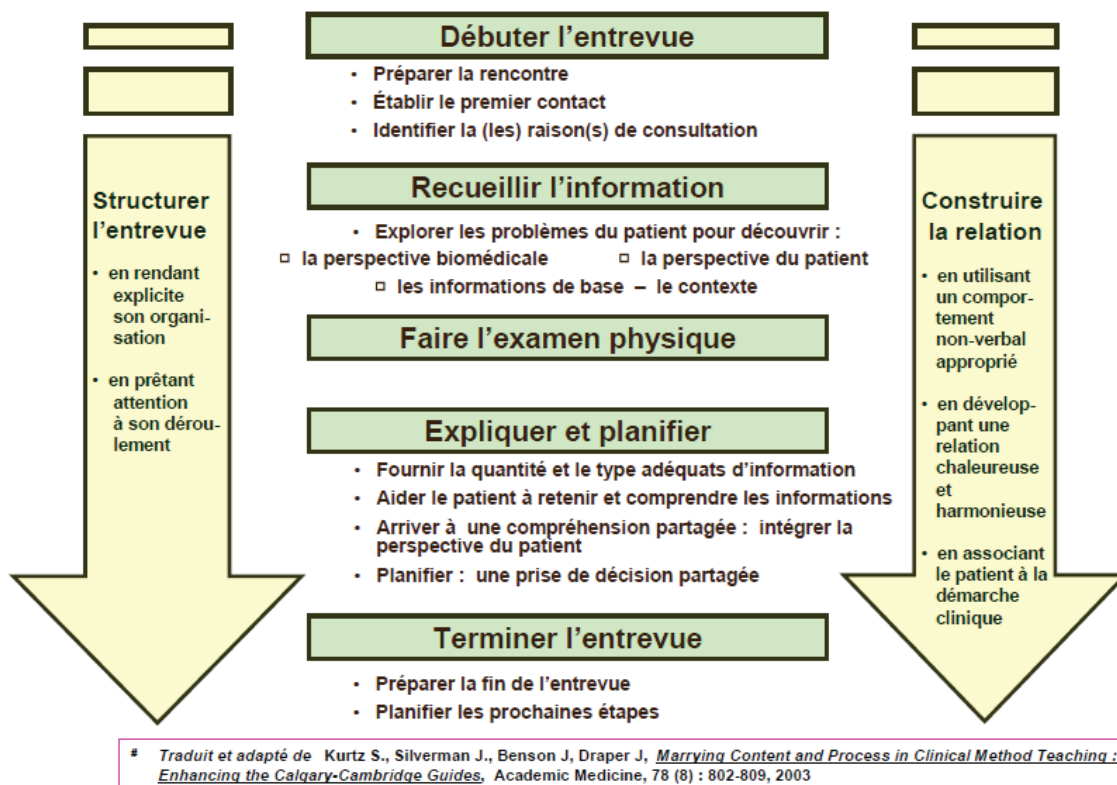 Débuter l’entrevue
• Préparer la rencontre
• Établir le premier contact
• Identifier la (les) raison(s) de consultation
Recueillir l’information
• Explorer les problèmes du patient pour découvrir :
▫ la perspective biomédicale ▫ la perspective du patient
▫ les informations de base – le contexte
Faire l’examen physique
Expliquer et planifier
• Fournir la quantité et le type adéquats d’information
• Aider le patient à retenir et comprendre les informations
• Arriver à une compréhension partagée : intégrer la
perspective du patient
• Planifier : une prise de décision partagée
Terminer l’entrevue
• Préparer la fin de l’entrevue
• Planifier les prochaines étapes
Structurer
l’entrevue
• en rendant
explicite
son organi-
sation
• en prêtant
attention
à son dérou-
lement
Construire
la relation
• en utilisant
un compor-
tement
non-verbal
approprié
• en dévelop-
pant une
relation
chaleureuse
et
harmonieuse
• en associant
le patient à la
démarche
clinique
# Traduit et adapté de Kurtz S., Silverman J., Benson J, Draper J, Marrying Content and Process in Clinical Method Teaching :
Enhancing the Calgary-Cambridge Guides, Academic Medicine, 78 (8) : 802-809, 2003